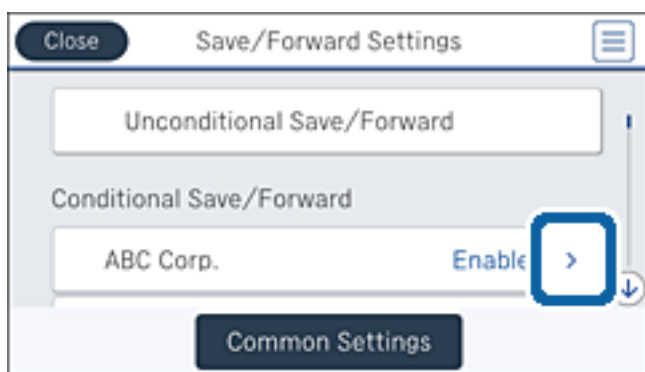 Close
Save/Forward Settings
Unconditional Save/Forward
Conditional Save/Forward
ABC Corp. Enable
Common Settings